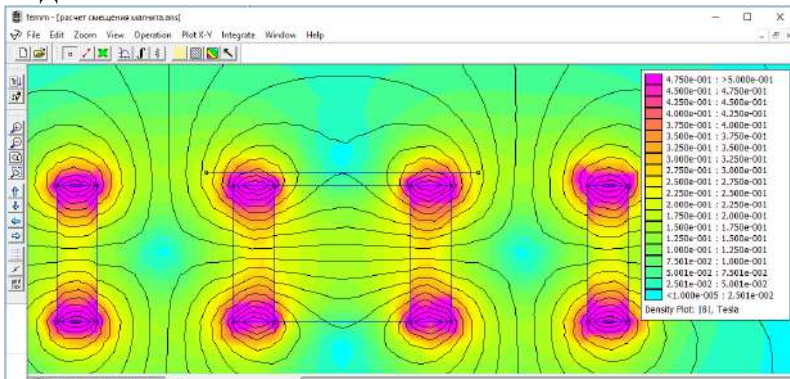 femm - [расчет смещения магнита.ans]
File Edit Zoom View Operation Plot X-Y Integrate Window Help
4.750e-001 : >5.000e-001
4.500e-001 : 4.750e-001
4.250e-001 : 4.500e-001
4.000e-001 : 4.250e-001
3.750e-001 : 4.000e-001
3.500e-001 : 3.750e-001
3.250e-001 : 3.500e-001
3.000e-001 : 3.250e-001
2.750e-001 : 3.000e-001
2.500e-001 : 2.750e-001
2.250e-001 : 2.500e-001
2.000e-001 : 2.250e-001
1.750e-001 : 2.000e-001
1.500e-001 : 1.750e-001
1.250e-001 : 1.500e-001
1.000e-001 : 1.250e-001
7.501e-002 : 1.000e-001
5.001e-002 : 7.501e-002
2.501e-002 : 5.001e-002
<1.000e-005 : 2.501e-002
Density Plot: |B|, Tesla